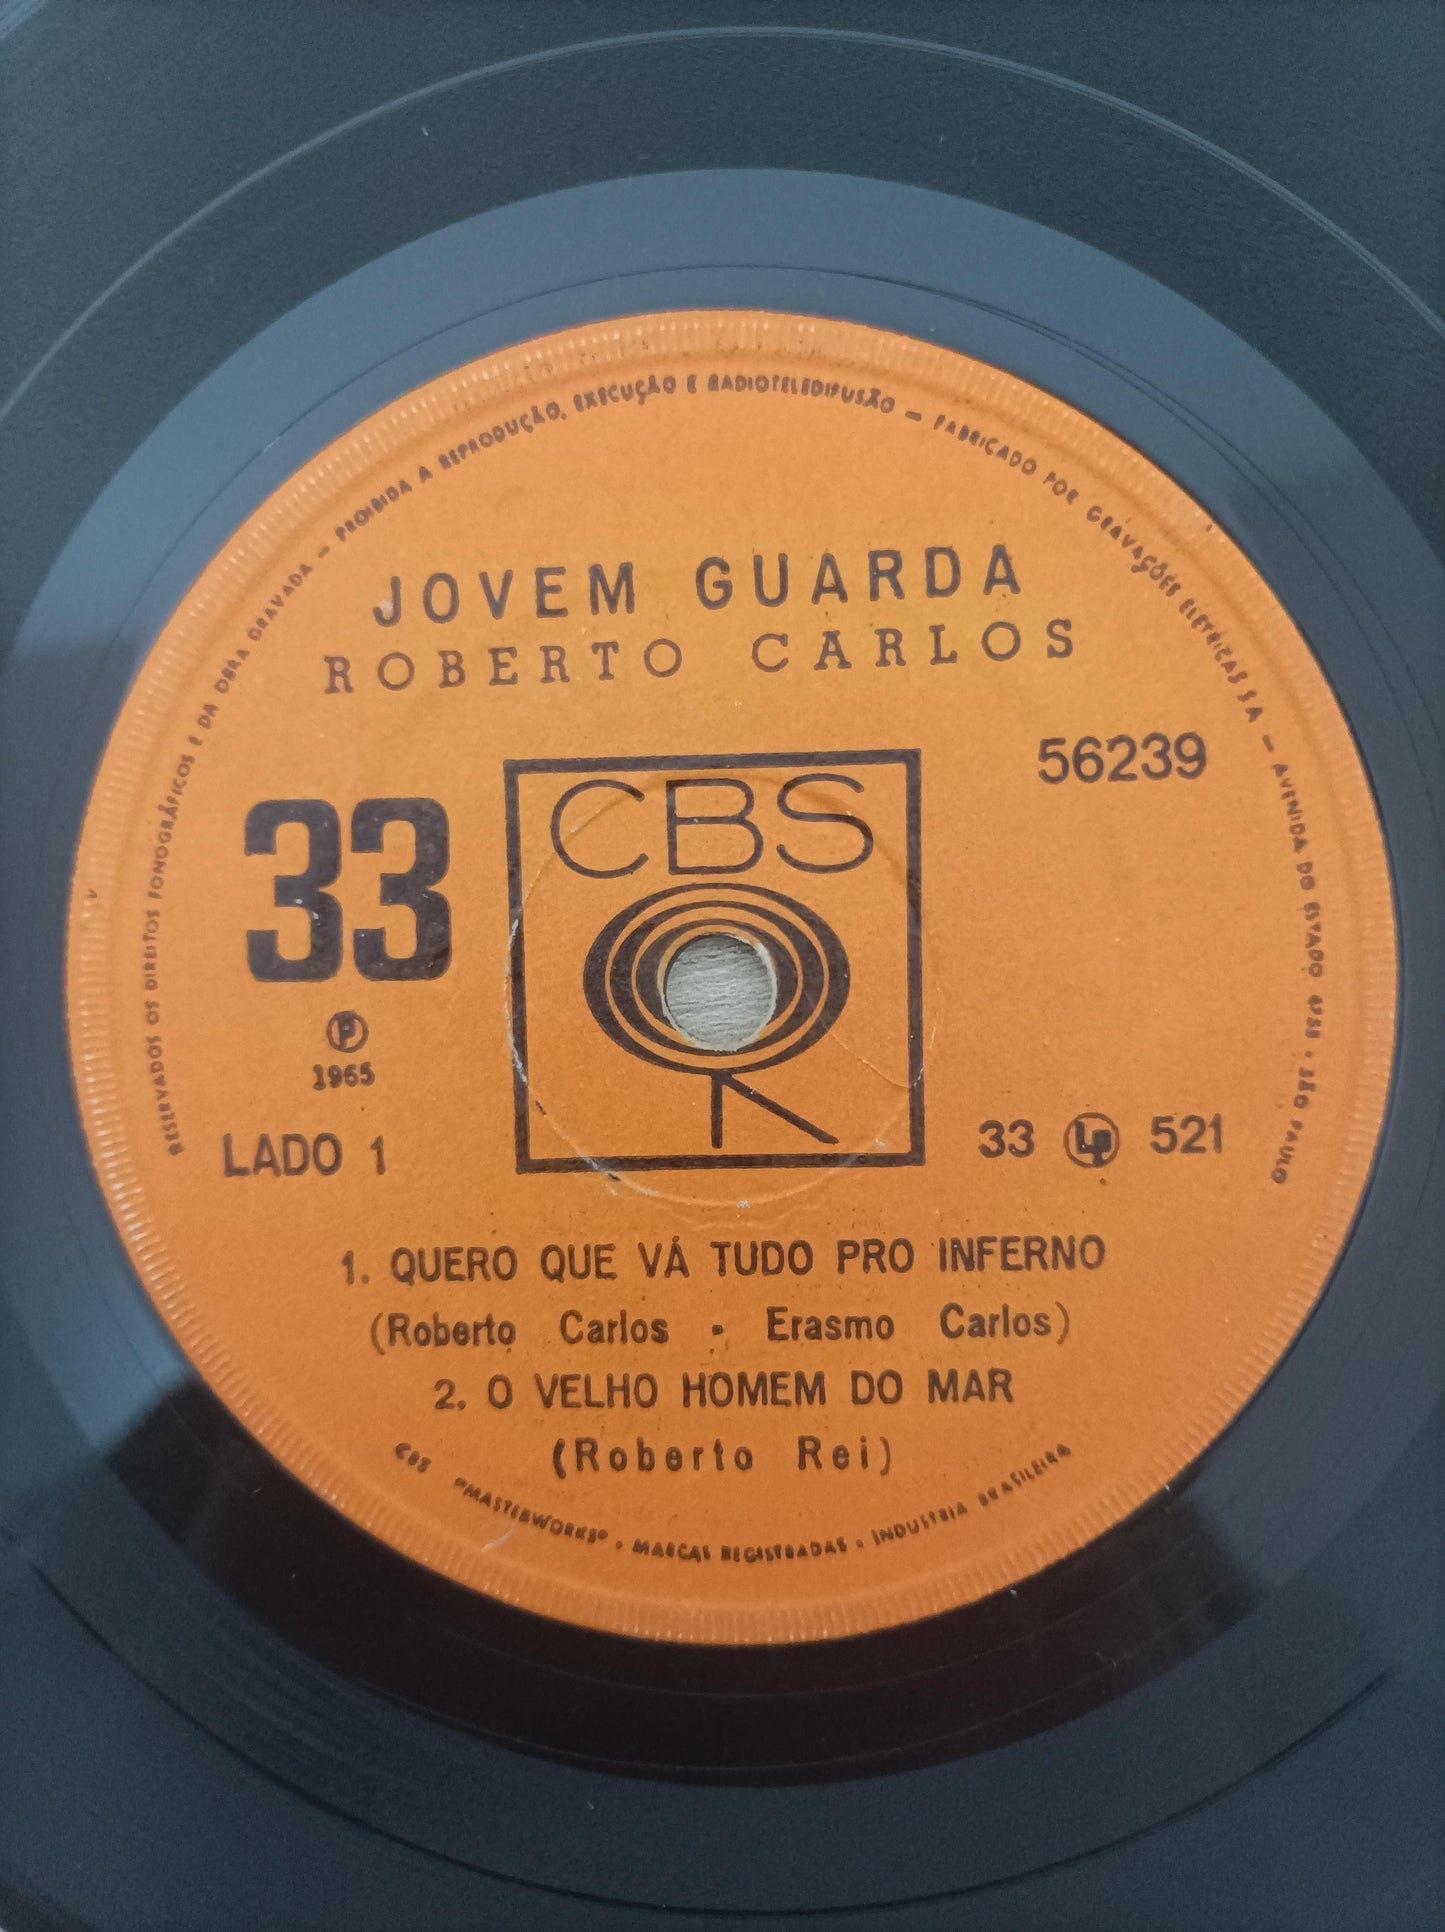 RESERVADOS OS DIREITOS FONOGRÁFICOS E DA OBRA GRAVADA – PROIBIDA A REPRODUÇÃO, EXECUÇÃO E RADIOTELEDIFUSÃO – FABRICADO POR GRAVAÇÕES ELETRICAS S A – AVENIDA DO ESTADO 4755 • SÃO PAULO
JOVEM GUARDA
ROBERTO CARLOS
56239
CBS
33
℗
1965
LADO 1
33 Lp 521
1. QUERO QUE VÁ TUDO PRO INFERNO
(Roberto Carlos - Erasmo Carlos)
2. O VELHO HOMEM DO MAR
(Roberto Rei)
CBS "MASTERWORKS" • MARCAS REGISTRADAS • INDUSTRIA BRASILEIRA